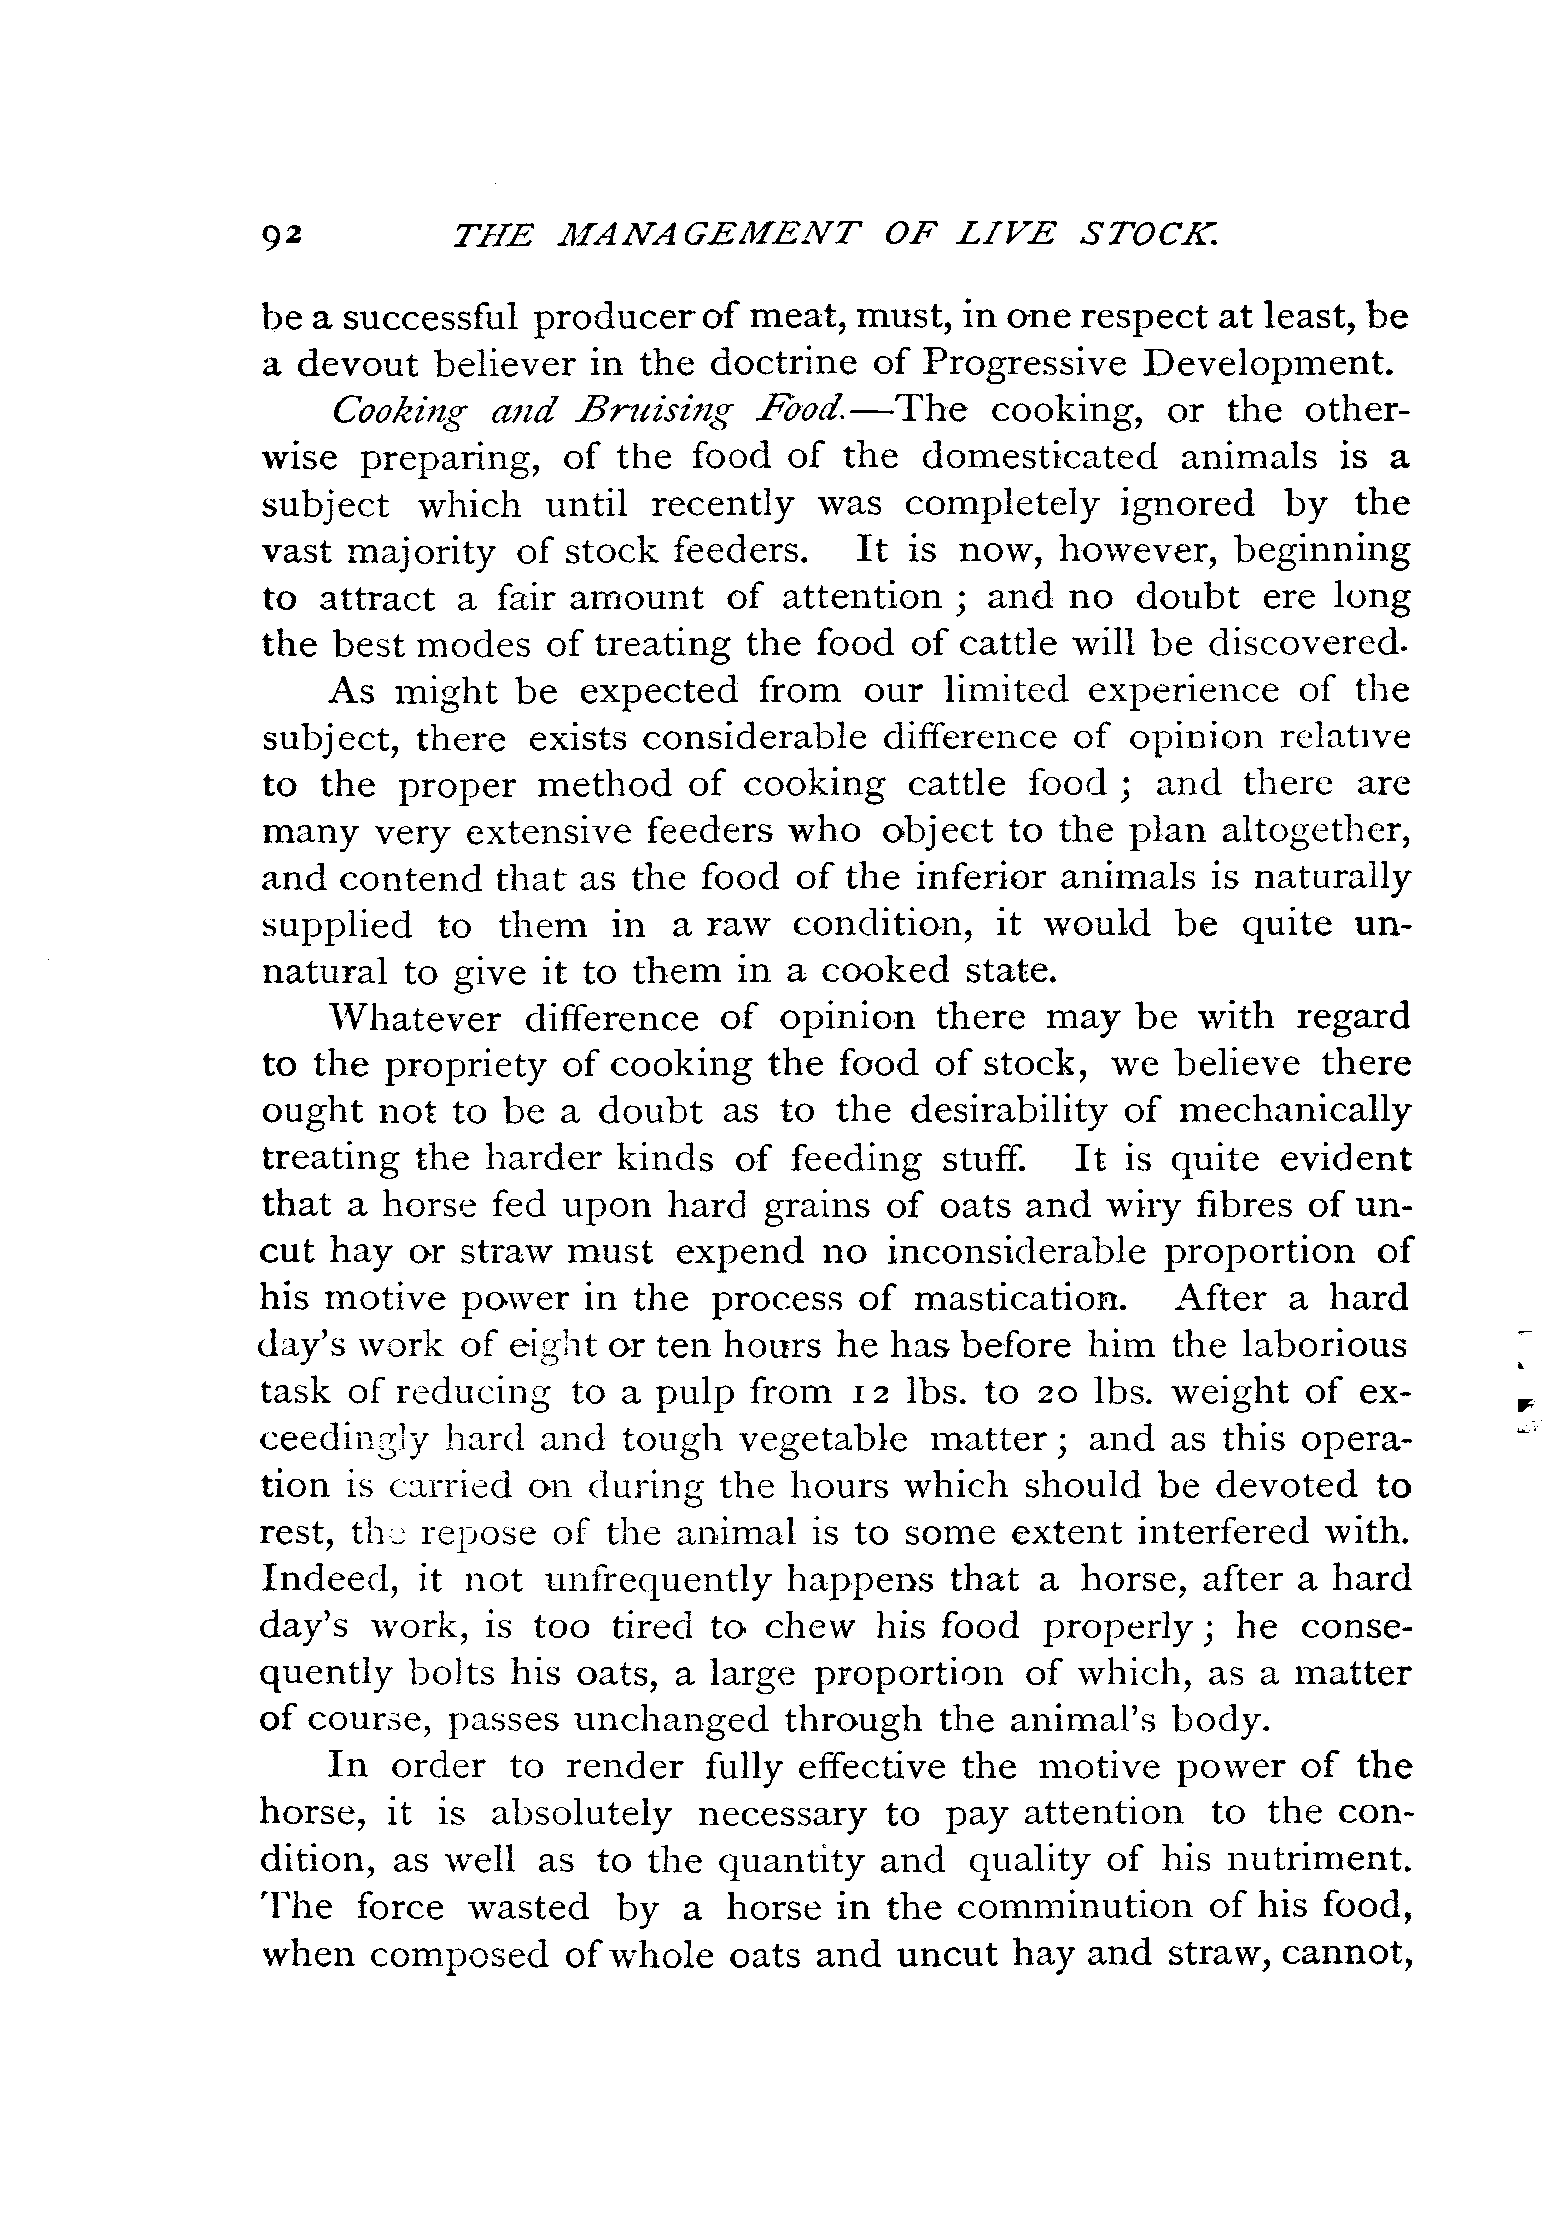 92 THE MANAGEMENT OF LIVE STOCK.
be a successful producer of meat, must, in one respect at least, be
a devout believer in the doctrine of Progressive Development.
Cooking and Bruising Food.—The cooking, or the other-
wise preparing, of the food of the domesticated animals is a
subject which until recently was completely ignored by the
vast majority of stock feeders. It is now, however, beginning
to attract a fair amount of attention ; and no doubt ere long
the best modes of treating the food of cattle will be discovered.
As might be expected from our limited experience of the
subject, there exists considerable difference of opinion relative
to the proper method of cooking cattle food ; and there are
many very extensive feeders who object to the plan altogether,
and contend that as the food of the inferior animals is naturally
supplied to them in a raw condition, it would be quite un-
natural to give it to them in a cooked state.
Whatever difference of opinion there may be with regard
to the propriety of cooking the food of stock, we believe there
ought not to be a doubt as to the desirability of mechanically
treating the harder kinds of feeding stuff. It is quite evident
that a horse fed upon hard grains of oats and wiry fibres of un-
cut hay or straw must expend no inconsiderable proportion of
his motive power in the process of mastication. After a hard
day's work of eight or ten hours he has before him the laborious
task of reducing to a pulp from 12 lbs. to 20 lbs. weight of ex-
ceedingly hard and tough vegetable matter ; and as this opera-
tion is carried on during the hours which should be devoted to
rest, the repose of the animal is to some extent interfered with.
Indeed, it not unfrequently happens that a horse, after a hard
day's work, is too tired to chew his food properly ; he conse-
quently bolts his oats, a large proportion of which, as a matter
of course, passes unchanged through the animal's body.
In order to render fully effective the motive power of the
horse, it is absolutely necessary to pay attention to the con-
dition, as well as to the quantity and quality of his nutriment.
The force wasted by a horse in the comminution of his food,
when composed of whole oats and uncut hay and straw, cannot,